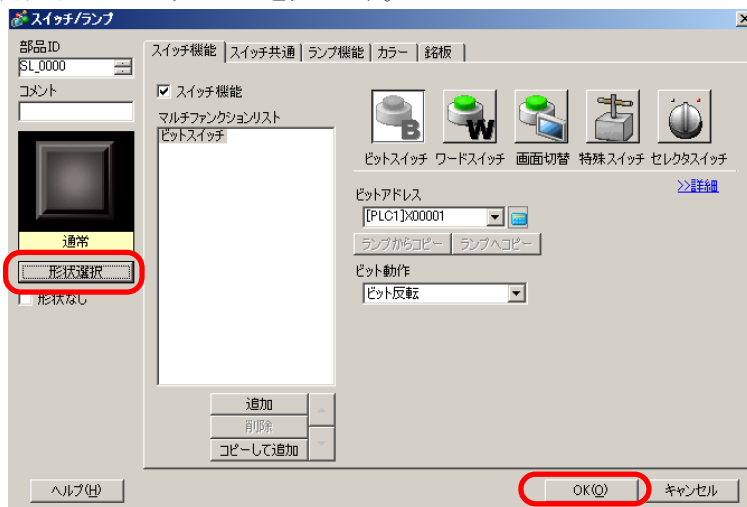 スイッチ/ランプ
部品ID
SL_0000
コメント
通常
形状選択
形状なし
スイッチ機能 スイッチ共通 ランプ機能 カラー 銘板
スイッチ機能
マルチファンクションリスト
ビットスイッチ
追加
削除
コピーして追加
ビットスイッチ ワードスイッチ 画面切替 特殊スイッチ セレクタスイッチ
>>詳細
ビットアドレス
[PLC1]X00001
ランプからコピー ランプへコピー
ビット動作
ビット反転
ヘルプ(H) OK(O) キャンセル